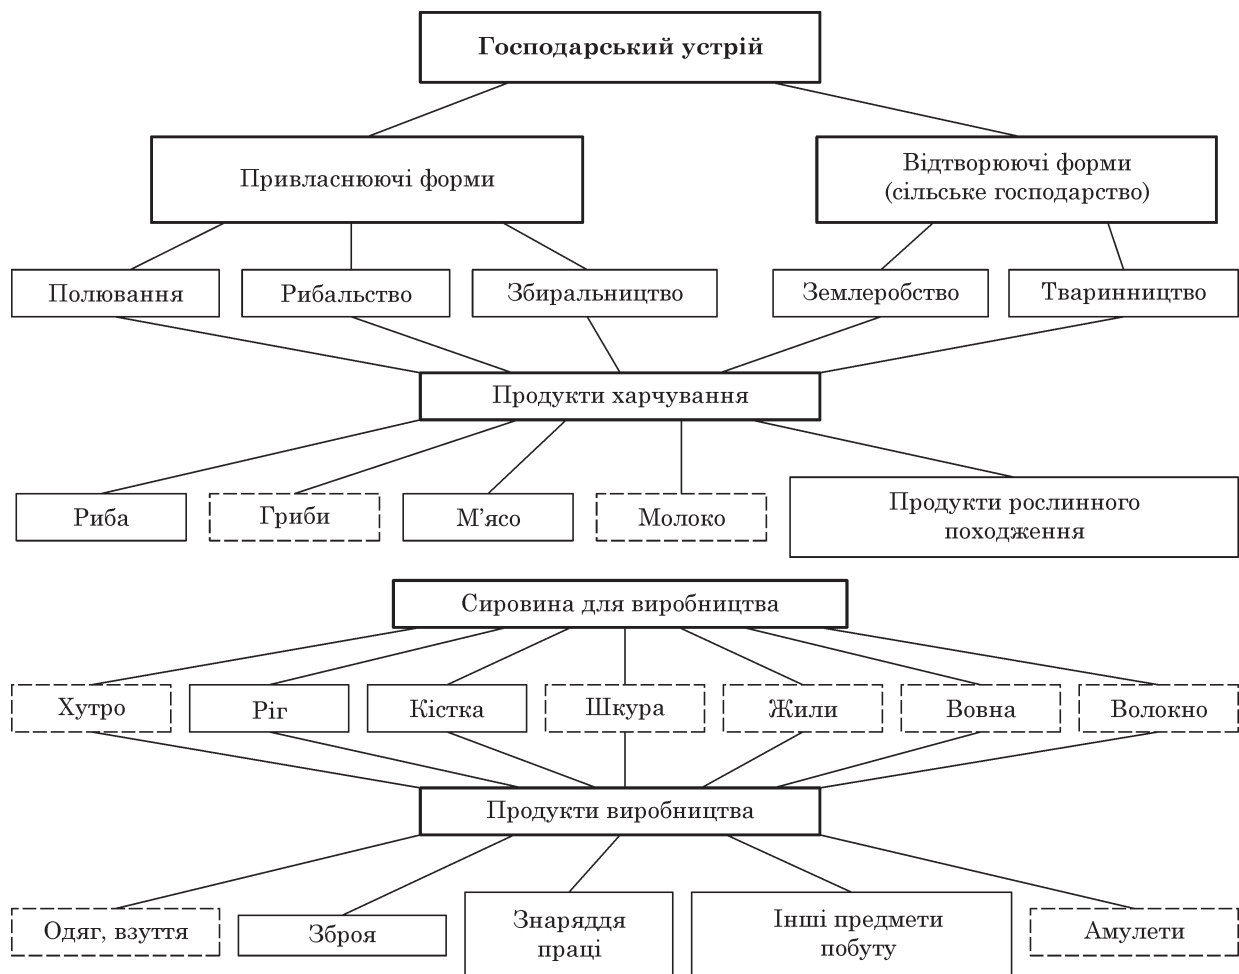 Господарський устрій
Привласнюючі форми
Відтворюючі форми
(сільське господарство)
Полювання
Рибальство
Збиральництво
Землеробство
Тваринництво
Продукти харчування
Риба
Гриби
М’ясо
Молоко
Продукти рослинного
походження
Сировина для виробництва
Хутро
Ріг
Кістка
Шкура
Жили
Вовна
Волокно
Продукти виробництва
Одяг, взуття
Зброя
Знаряддя
праці
Інші предмети
побуту
Амулети